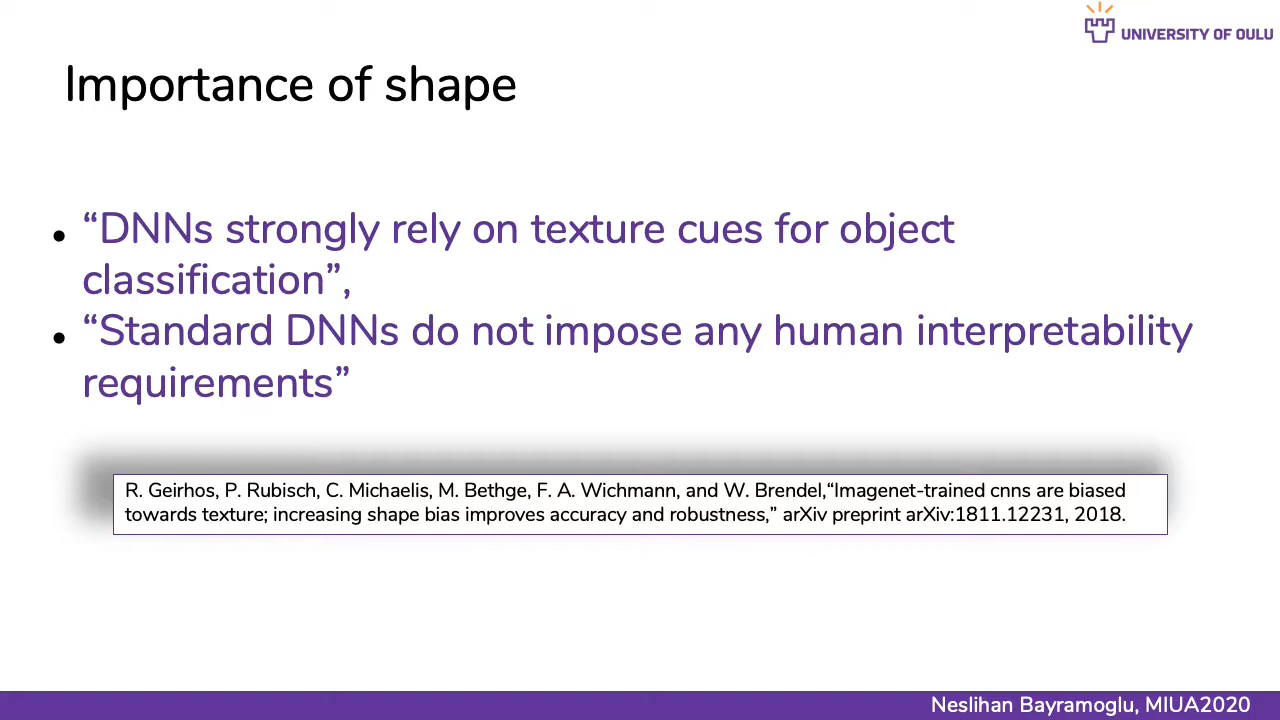 UNIVERSITY OF OULU
Importance of shape
• “DNNs strongly rely on texture cues for object
classification”,
• “Standard DNNs do not impose any human interpretability
requirements”
R. Geirhos, P. Rubisch, C. Michaelis, M. Bethge, F. A. Wichmann, and W. Brendel,“Imagenet-trained cnns are biased
towards texture; increasing shape bias improves accuracy and robustness,” arXiv preprint arXiv:1811.12231, 2018.
Neslihan Bayramoglu, MIUA2020